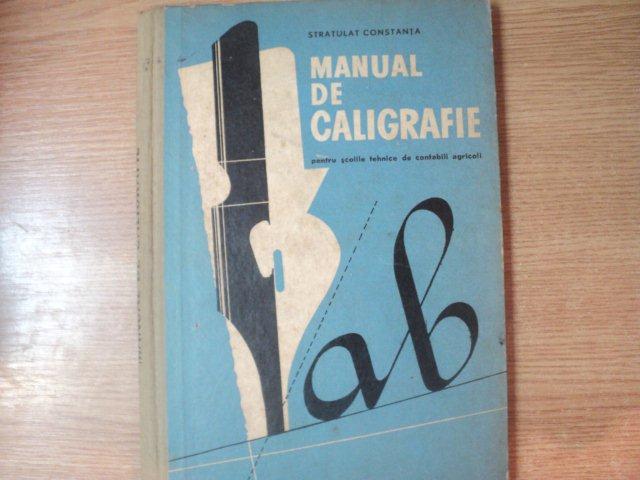 STRATULAT CONSTANȚA
MANUAL
DE
CALIGRAFIE
pentru școlile tehnice de contabili agricoli
ab